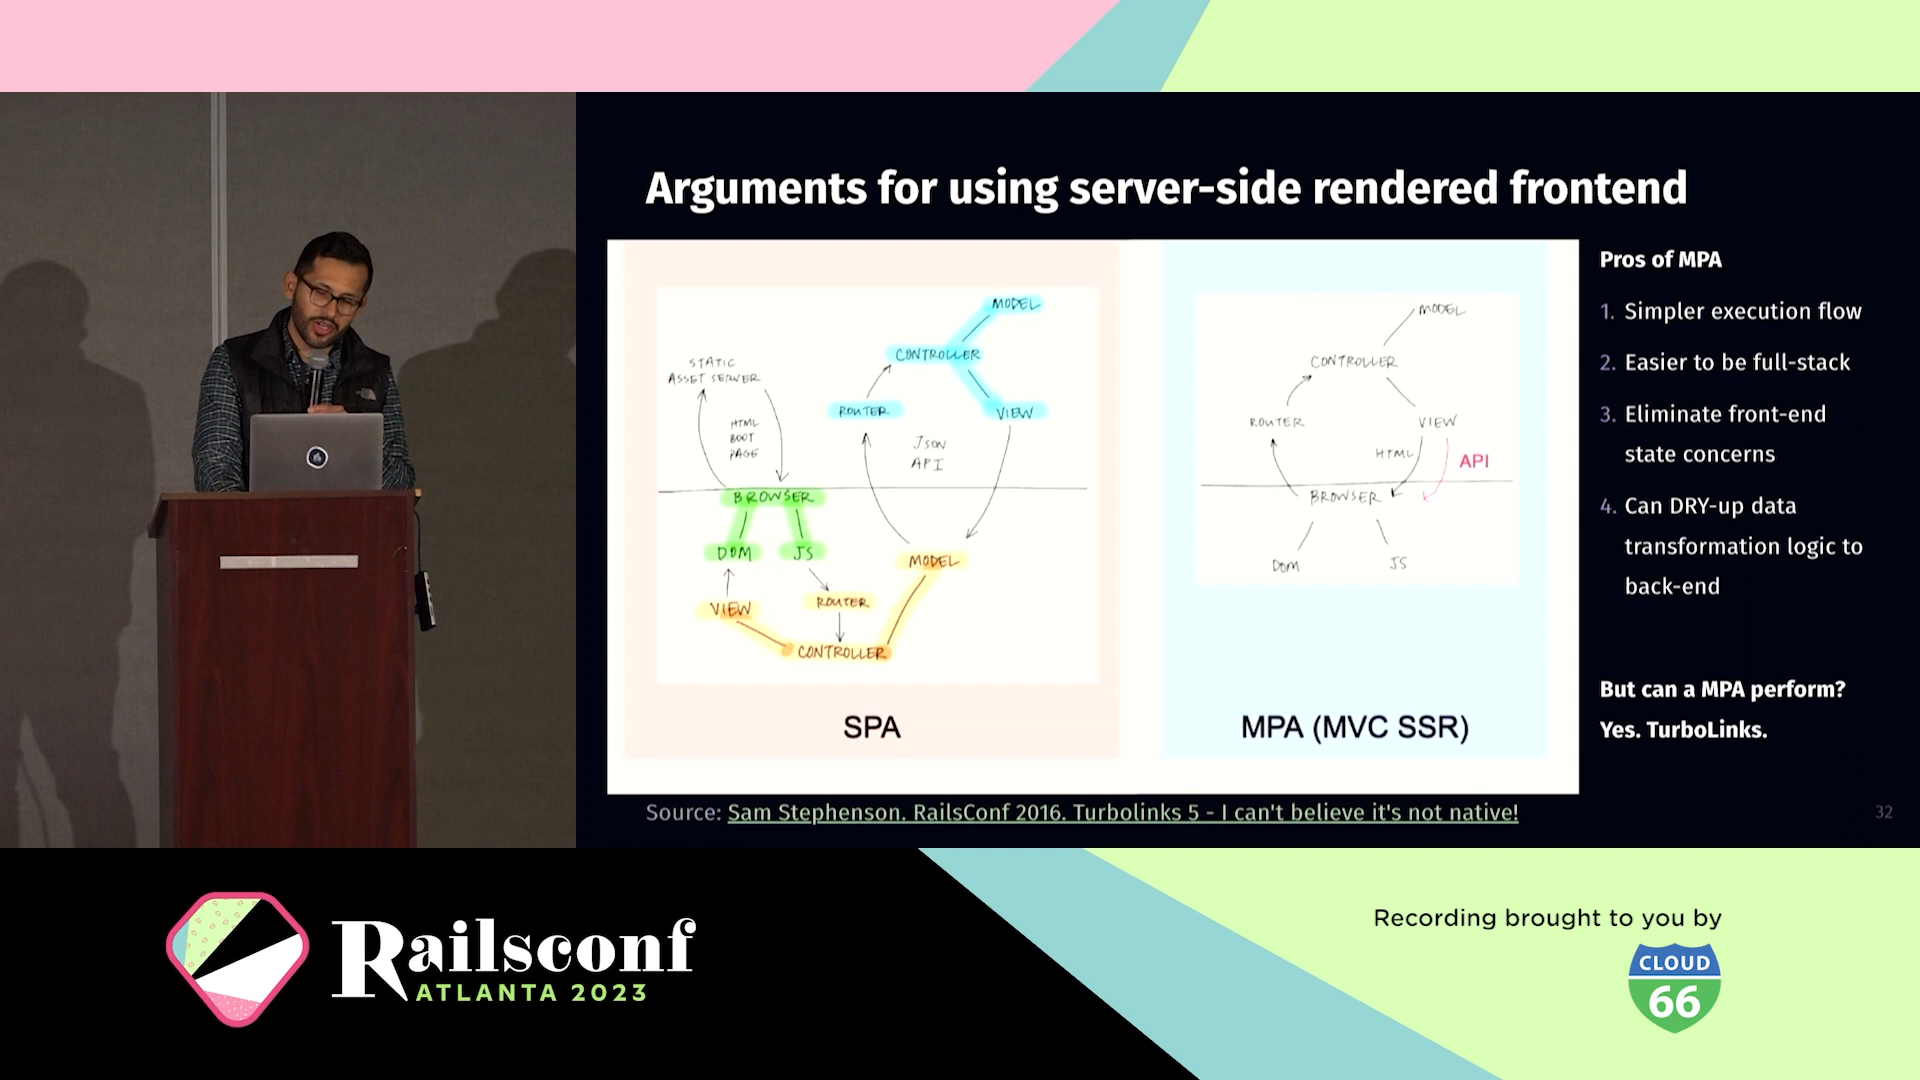 Arguments for using server-side rendered frontend
MODEL
CONTROLLER
STATIC
ASSET SERVER
ROUTER
VIEW
HTML
BOOT
PAGE
JSON
API
BROWSER
DOM
JS
MODEL
VIEW
ROUTER
CONTROLLER
SPA
MODEL
CONTROLLER
ROUTER
VIEW
HTML
API
BROWSER
DOM
JS
MPA (MVC SSR)
Pros of MPA
1. Simpler execution flow
2. Easier to be full-stack
3. Eliminate front-end
state concerns
4. Can DRY-up data
transformation logic to
back-end
But can a MPA perform?
Yes. TurboLinks.
Source: Sam Stephenson. RailsConf 2016. Turbolinks 5 - I can't believe it's not native!
32
Railsconf
ATLANTA 2023
Recording brought to you by
CLOUD
66